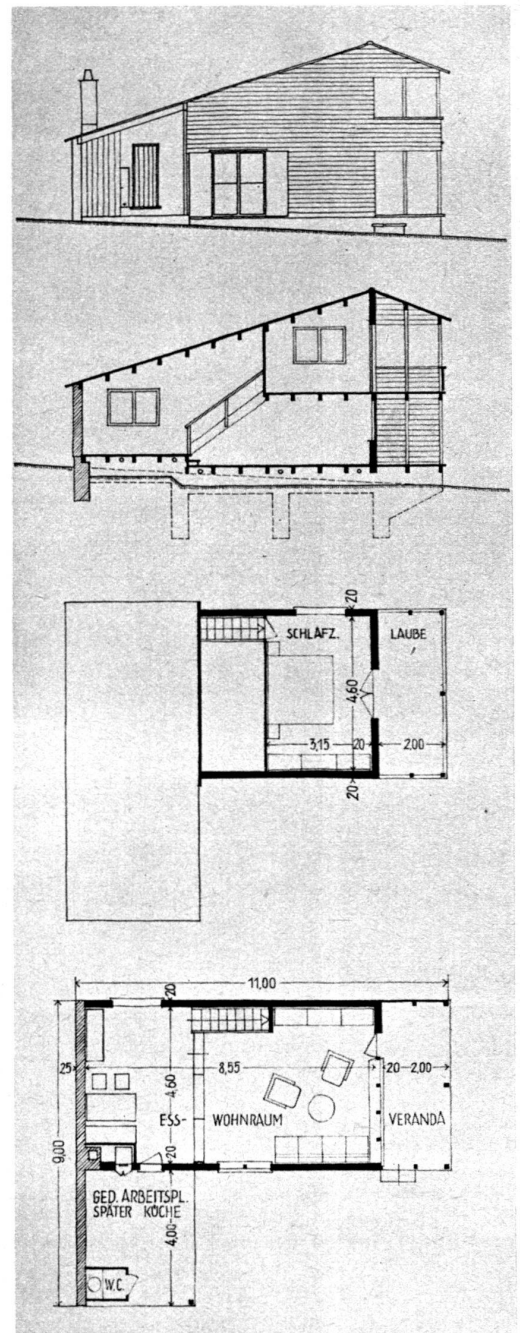 20
SCHLAFZ. LAUBE
4,60
3,15 20 2,00
20
11,00
20
25 8,55 20 2,00
4,60
ESS- WOHNRAUM VERANDA
9,00
20
GED. ARBEITSPL.
SPÄTER KÜCHE
4,00
W.C.